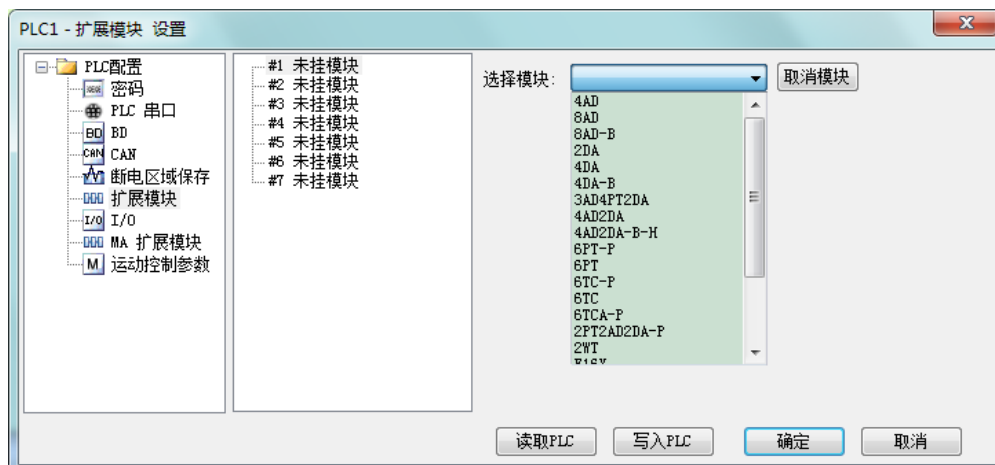 PLC1 - 扩展模块 设置
PLC配置
密码
PLC 串口
BD BD
CAN CAN
断电区域保存
扩展模块
I/O I/O
MA 扩展模块
M 运动控制参数
#1 未挂模块
#2 未挂模块
#3 未挂模块
#4 未挂模块
#5 未挂模块
#6 未挂模块
#7 未挂模块
选择模块:
取消模块
4AD
8AD
8AD-B
2DA
4DA
4DA-B
3AD4PT2DA
4AD2DA
4AD2DA-B-H
6PT-P
6PT
6TC-P
6TC
6TCA-P
2PT2AD2DA-P
2WT
读取PLC
写入PLC
确定
取消